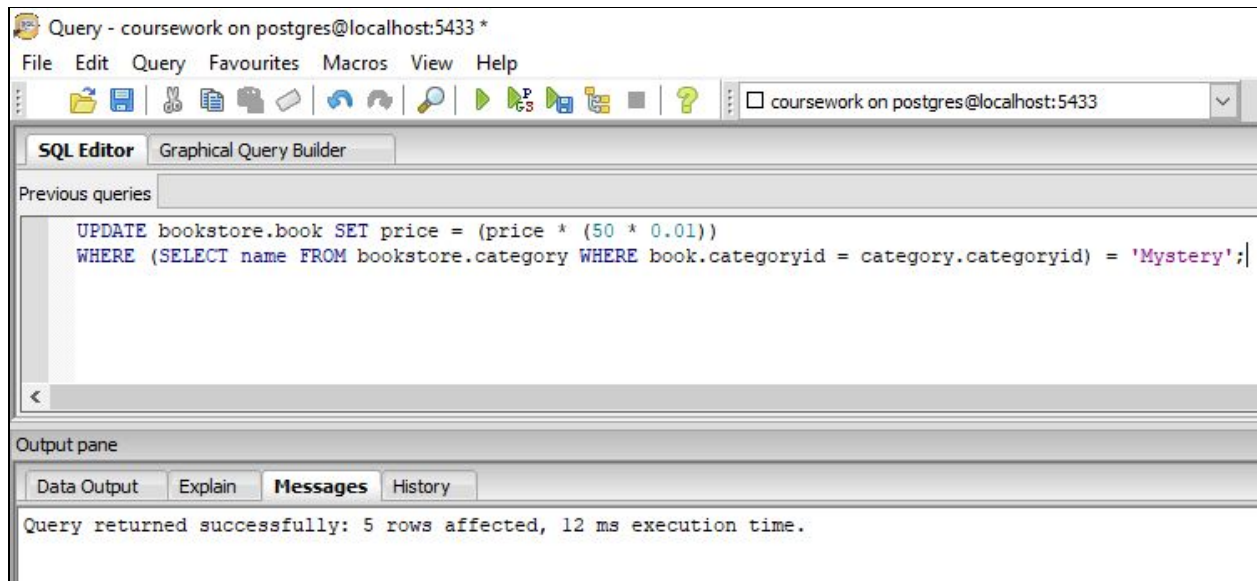 Query - coursework on postgres@localhost:5433 *
File Edit Query Favourites Macros View Help
coursework on postgres@localhost:5433
SQL Editor Graphical Query Builder
Previous queries
UPDATE bookstore.book SET price = (price * (50 * 0.01))
WHERE (SELECT name FROM bookstore.category WHERE book.categoryid = category.categoryid) = 'Mystery';
Output pane
Data Output Explain Messages History
Query returned successfully: 5 rows affected, 12 ms execution time.